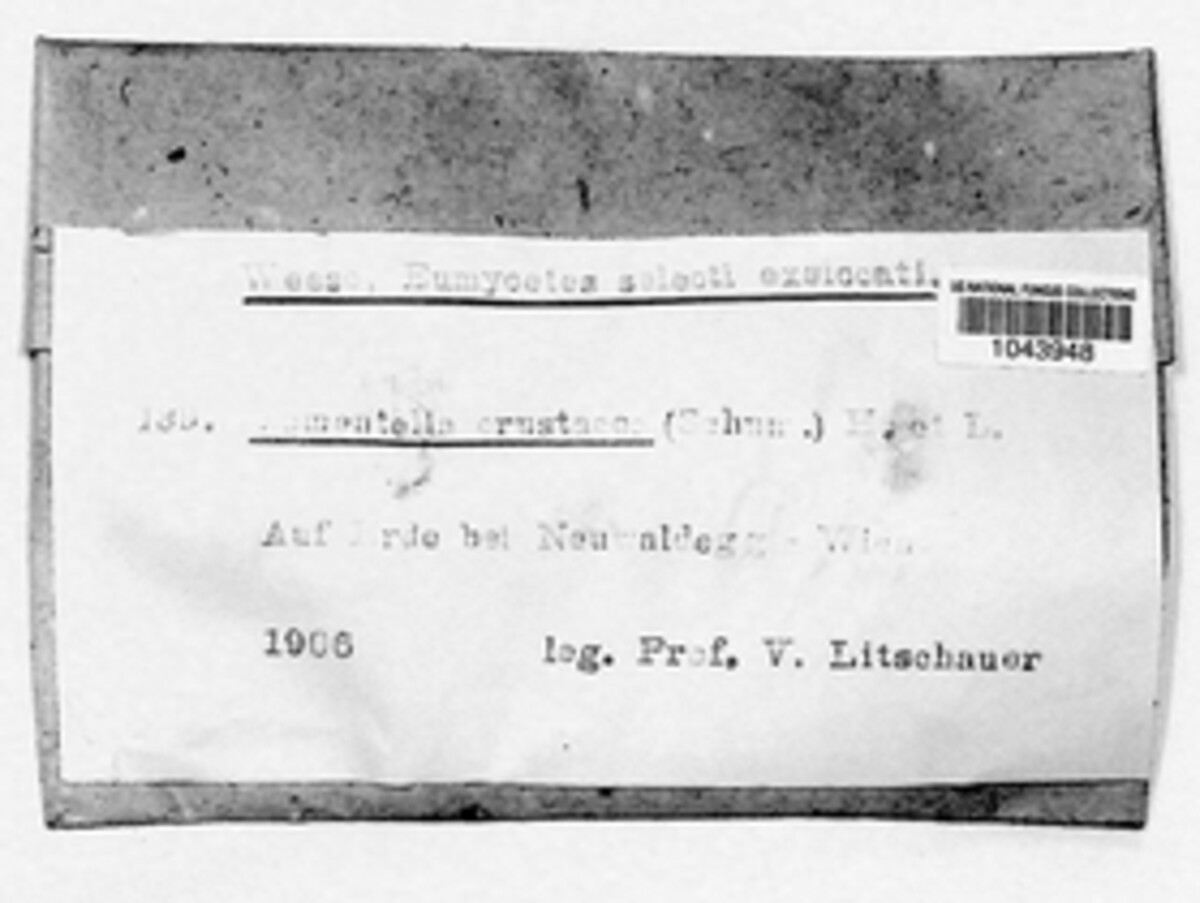 Weese, Eumycetes selecti exsiccati.
US NATIONAL FUNGUS COLLECTIONS
1043948
Tomentella crustacea (Schum.) H. et L.
Auf Erde bei Neuwaldegg - Wien.
1906 leg. Prof. V. Litschauer